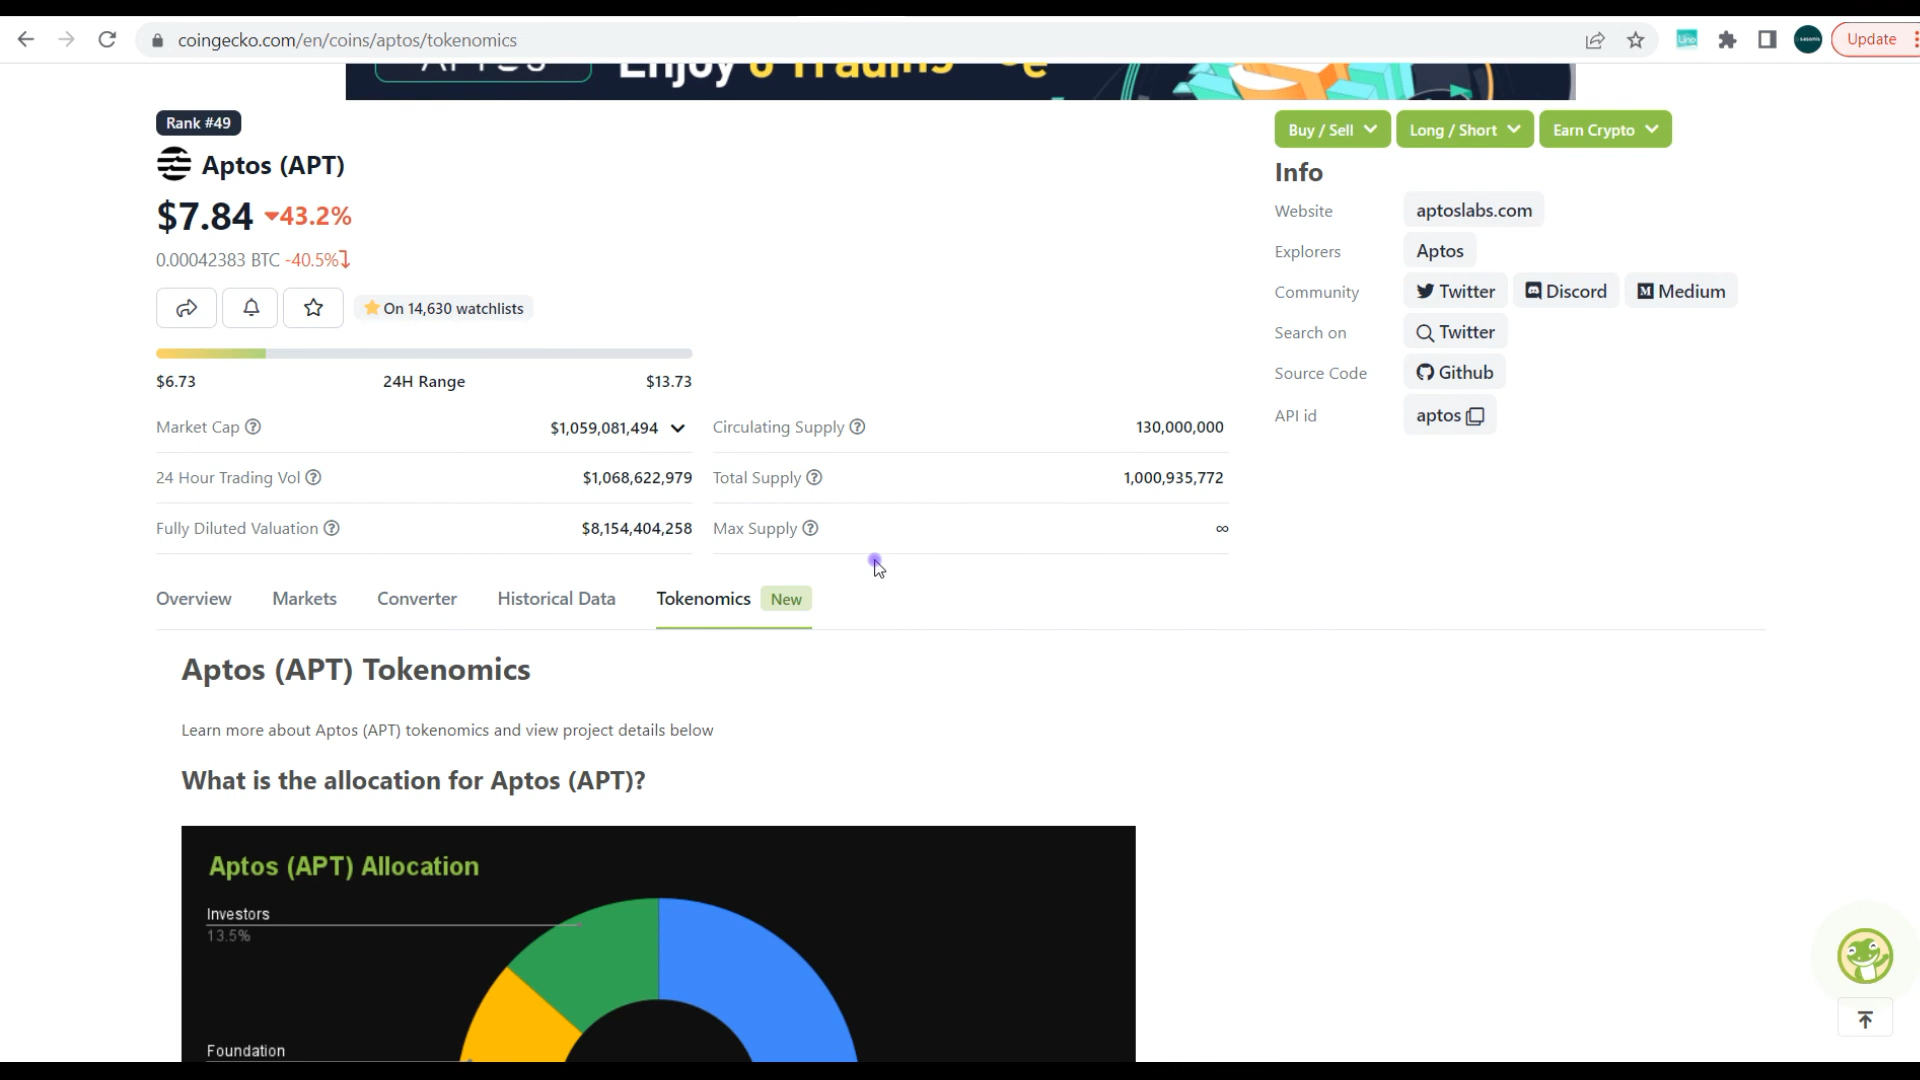 coingecko.com/en/coins/aptos/tokenomics
Update
Enjoy 0 Trading
Rank #49
Aptos (APT)
$7.84 43.2%
0.00042383 BTC -40.5%
On 14,630 watchlists
$6.73 24H Range $13.73
Market Cap $1,059,081,494
24 Hour Trading Vol $1,068,622,979
Fully Diluted Valuation $8,154,404,258
Circulating Supply 130,000,000
Total Supply 1,000,935,772
Max Supply ∞
Buy / Sell Long / Short Earn Crypto
Info
Website aptoslabs.com
Explorers Aptos
Community Twitter Discord Medium
Search on Twitter
Source Code Github
API id aptos
Overview Markets Converter Historical Data Tokenomics New
Aptos (APT) Tokenomics
Learn more about Aptos (APT) tokenomics and view project details below
What is the allocation for Aptos (APT)?
Aptos (APT) Allocation
Investors
13.5%
Foundation